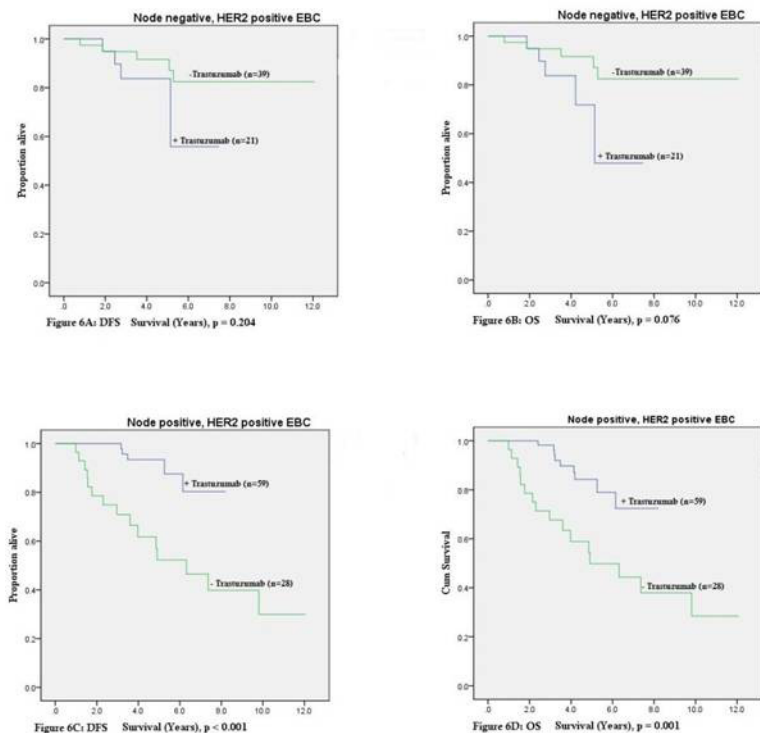 Node negative, HER2 positive EBC
1.0
0.8
0.6
0.4
0.2
0.0
Proportion alive
-Trastuzumab (n=39)
+ Trastuzumab (n=21)
.0 2.0 4.0 6.0 8.0 10.0 12.0
Figure 6A: DFS Survival (Years), p = 0.204
Node negative, HER2 positive EBC
1.0
0.8
0.6
0.4
0.2
0.0
Proportion alive
-Trastuzumab (n=39)
+ Trastuzumab (n=21)
.0 2.0 4.0 6.0 8.0 10.0 12.0
Figure 6B: OS Survival (Years), p = 0.076
Node positive, HER2 positive EBC
1.0
0.8
0.6
0.4
0.2
0.0
Proportion alive
+ Trastuzumab (n=59)
- Trastuzumab (n=28)
.0 2.0 4.0 6.0 8.0 10.0 12.0
Figure 6C: DFS Survival (Years), p < 0.001
Node positive, HER2 positive EBC
1.0
0.8
0.6
0.4
0.2
0.0
Cum Survival
+ Trastuzumab (n=59)
- Trastuzumab (n=28)
.0 2.0 4.0 6.0 8.0 10.0 12.0
Figure 6D: OS Survival (Years), p = 0.001